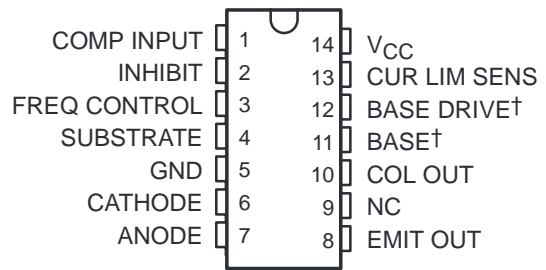 COMP INPUT 1 14 VCC
INHIBIT 2 13 CUR LIM SENS
FREQ CONTROL 3 12 BASE DRIVE†
SUBSTRATE 4 11 BASE†
GND 5 10 COL OUT
CATHODE 6 9 NC
ANODE 7 8 EMIT OUT